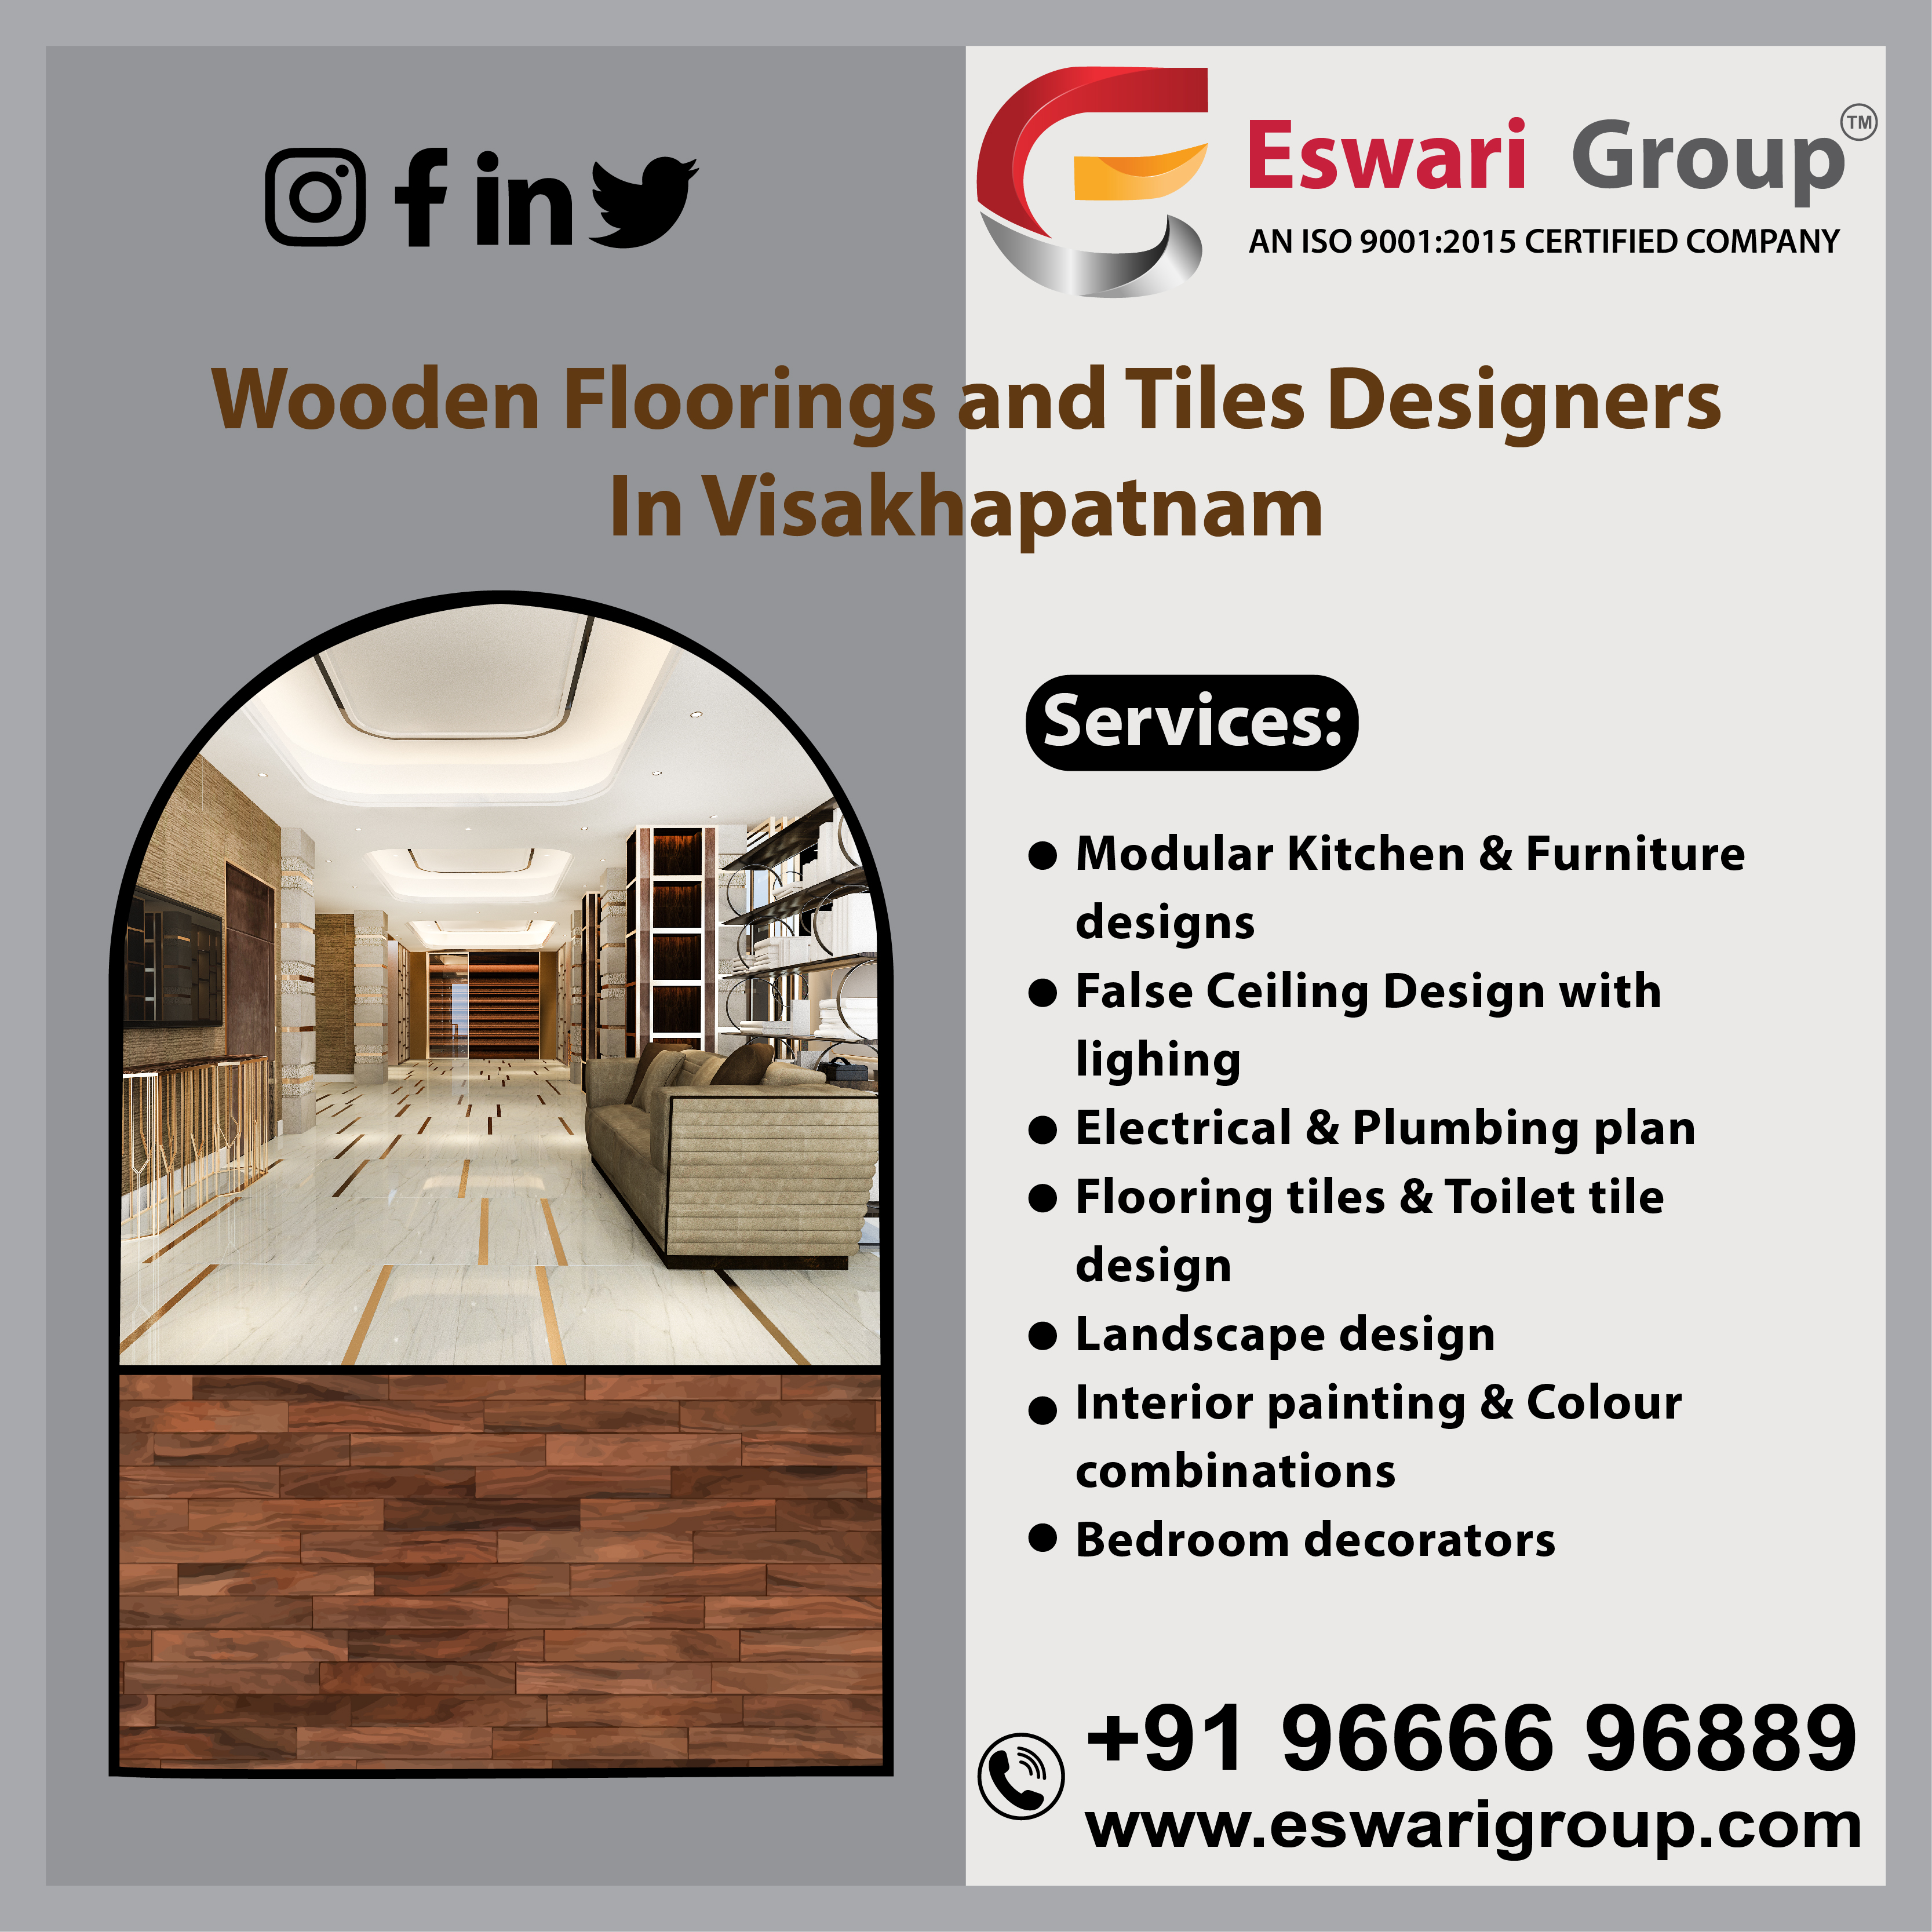 Eswari Group TM
AN ISO 9001:2015 CERTIFIED COMPANY
Wooden Floorings and Tiles Designers
In Visakhapatnam
Services:
● Modular Kitchen & Furniture
designs
● False Ceiling Design with
lighing
● Electrical & Plumbing plan
● Flooring tiles & Toilet tile
design
● Landscape design
● Interior painting & Colour
combinations
● Bedroom decorators
+91 96666 96889
www.eswarigroup.com